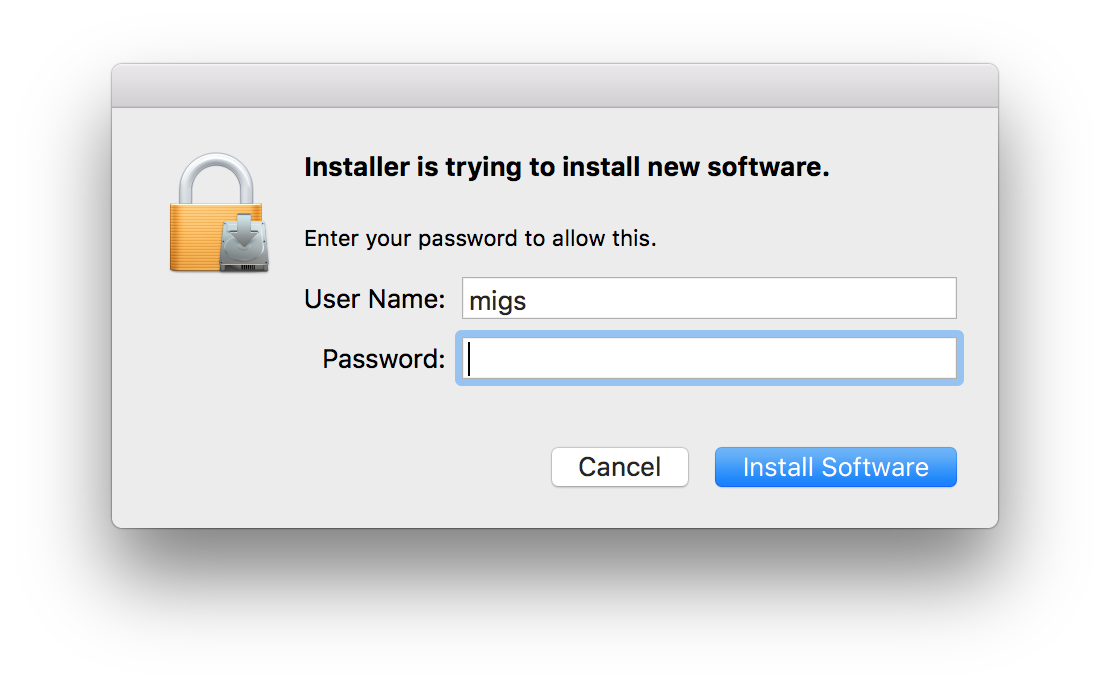 Installer is trying to install new software.
Enter your password to allow this.
User Name: migs
Password:
Cancel Install Software